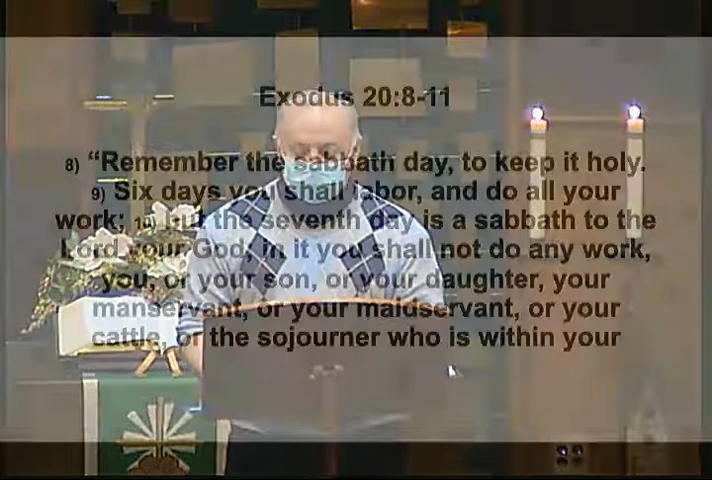 Exodus 20:8-11
8) “Remember the sabbath day, to keep it holy.
9) Six days you shall labor, and do all your
work; 10) but the seventh day is a sabbath to the
Lord your God; in it you shall not do any work,
you, or your son, or your daughter, your
manservant, or your maidservant, or your
cattle, or the sojourner who is within your